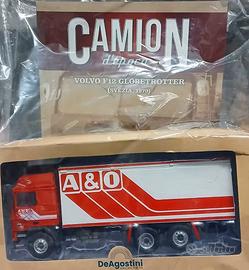 CAMION
d'epoca
VOLVO F12 GLOBETROTTER
(SVEZIA, 1979)
A&O
DeAgostini